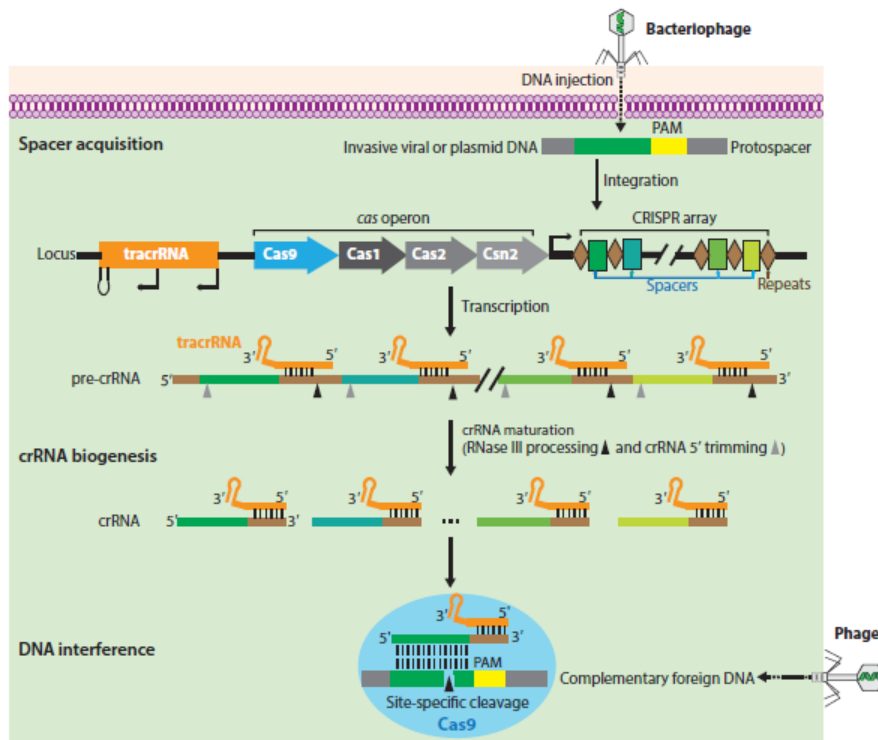 Bacteriophage
DNA injection
Spacer acquisition
PAM
Invasive viral or plasmid DNA
Protospacer
Integration
cas operon
CRISPR array
Locus
tracrRNA
Cas9
Cas1
Cas2
Csn2
Spacers
Repeats
Transcription
tracrRNA
3′ 5′ 3′ 5′ 3′ 5′ 3′ 5′
pre-crRNA
5′
3′
crRNA maturation
(RNase III processing ▲ and crRNA 5′ trimming ▲)
crRNA biogenesis
3′ 5′ 3′ 5′ 3′ 5′ 3′ 5′
crRNA
5′
3′
...
3′ 5′
5′ 3′
DNA interference
PAM
Site-specific cleavage
Cas9
Complementary foreign DNA
Phage